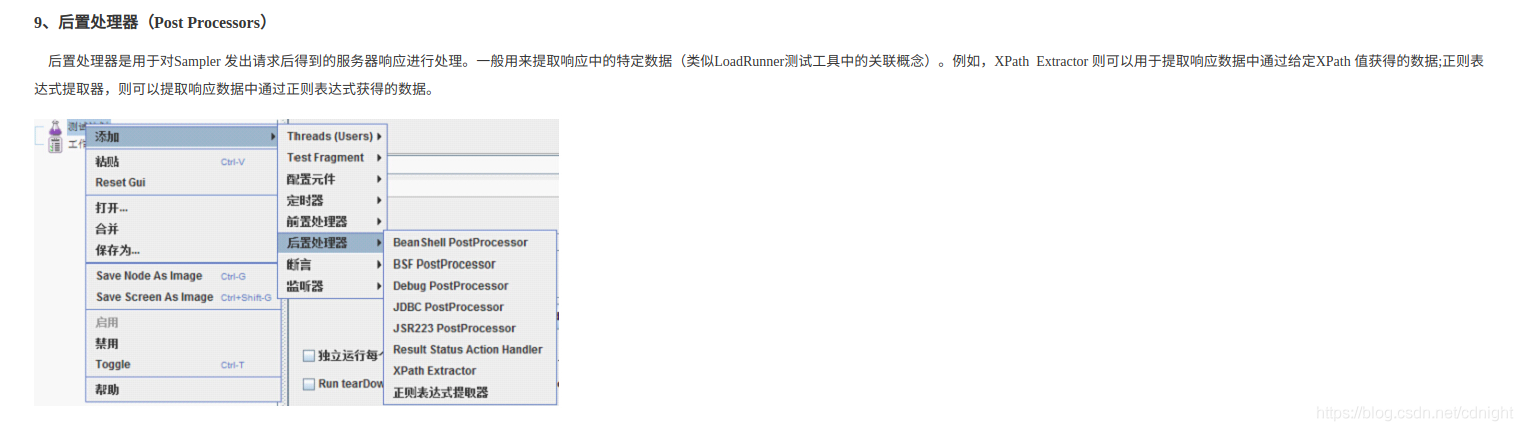 9、后置处理器（Post Processors）
后置处理器是用于对Sampler 发出请求后得到的服务器响应进行处理。一般用来提取响应中的特定数据（类似LoadRunner测试工具中的关联概念）。例如，XPath Extractor 则可以用于提取响应数据中通过给定XPath 值获得的数据;正则表
达式提取器，则可以提取响应数据中通过正则表达式获得的数据。
添加
粘贴 Ctrl-V
Reset Gui
打开...
合并
保存为...
Save Node As Image Ctrl-G
Save Screen As Image Ctrl+Shift-G
启用
禁用
Toggle Ctrl-T
帮助
Threads (Users)
Test Fragment
配置元件
定时器
前置处理器
后置处理器
断言
监听器
BeanShell PostProcessor
BSF PostProcessor
Debug PostProcessor
JDBC PostProcessor
JSR223 PostProcessor
Result Status Action Handler
XPath Extractor
正则表达式提取器
独立运行每个
Run tearDow
https://blog.csdn.net/cdnight